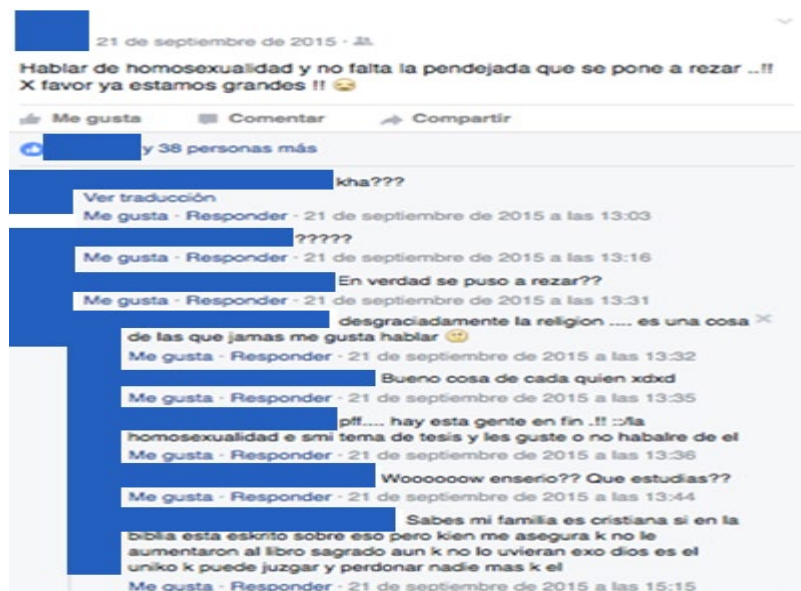 21 de septiembre de 2015 ·
Hablar de homosexualidad y no falta la pendejada que se pone a rezar ..!!
X favor ya estamos grandes !! 😪
Me gusta Comentar Compartir
y 38 personas más
kha???
Ver traducción
Me gusta · Responder · 21 de septiembre de 2015 a las 13:03
?????
Me gusta · Responder · 21 de septiembre de 2015 a las 13:16
En verdad se puso a rezar??
Me gusta · Responder · 21 de septiembre de 2015 a las 13:31
desgraciadamente la religion .... es una cosa
de las que jamas me gusta hablar
Me gusta · Responder · 21 de septiembre de 2015 a las 13:32
Bueno cosa de cada quien xdxd
Me gusta · Responder · 21 de septiembre de 2015 a las 13:35
pff.... hay esta gente en fin .!! ::/la
homosexualidad e smi tema de tesis y les guste o no habalre de el
Me gusta · Responder · 21 de septiembre de 2015 a las 13:36
Woooooow enserio?? Que estudias??
Me gusta · Responder · 21 de septiembre de 2015 a las 13:44
Sabes mi familia es cristiana si en la
biblia esta eskrito sobre eso pero kien me asegura k no le
aumentaron al libro sagrado aun k no lo uvieran exo dios es el
uniko k puede juzgar y perdonar nadie mas k el
Me gusta · Responder · 21 de septiembre de 2015 a las 15:15